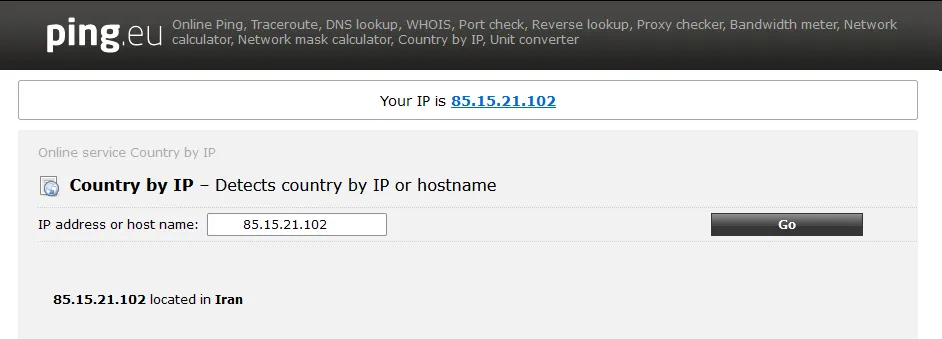 ping.eu
Online Ping, Traceroute, DNS lookup, WHOIS, Port check, Reverse lookup, Proxy checker, Bandwidth meter, Network
calculator, Network mask calculator, Country by IP, Unit converter
Your IP is 85.15.21.102
Online service Country by IP
Country by IP – Detects country by IP or hostname
IP address or host name: 85.15.21.102 Go
85.15.21.102 located in Iran